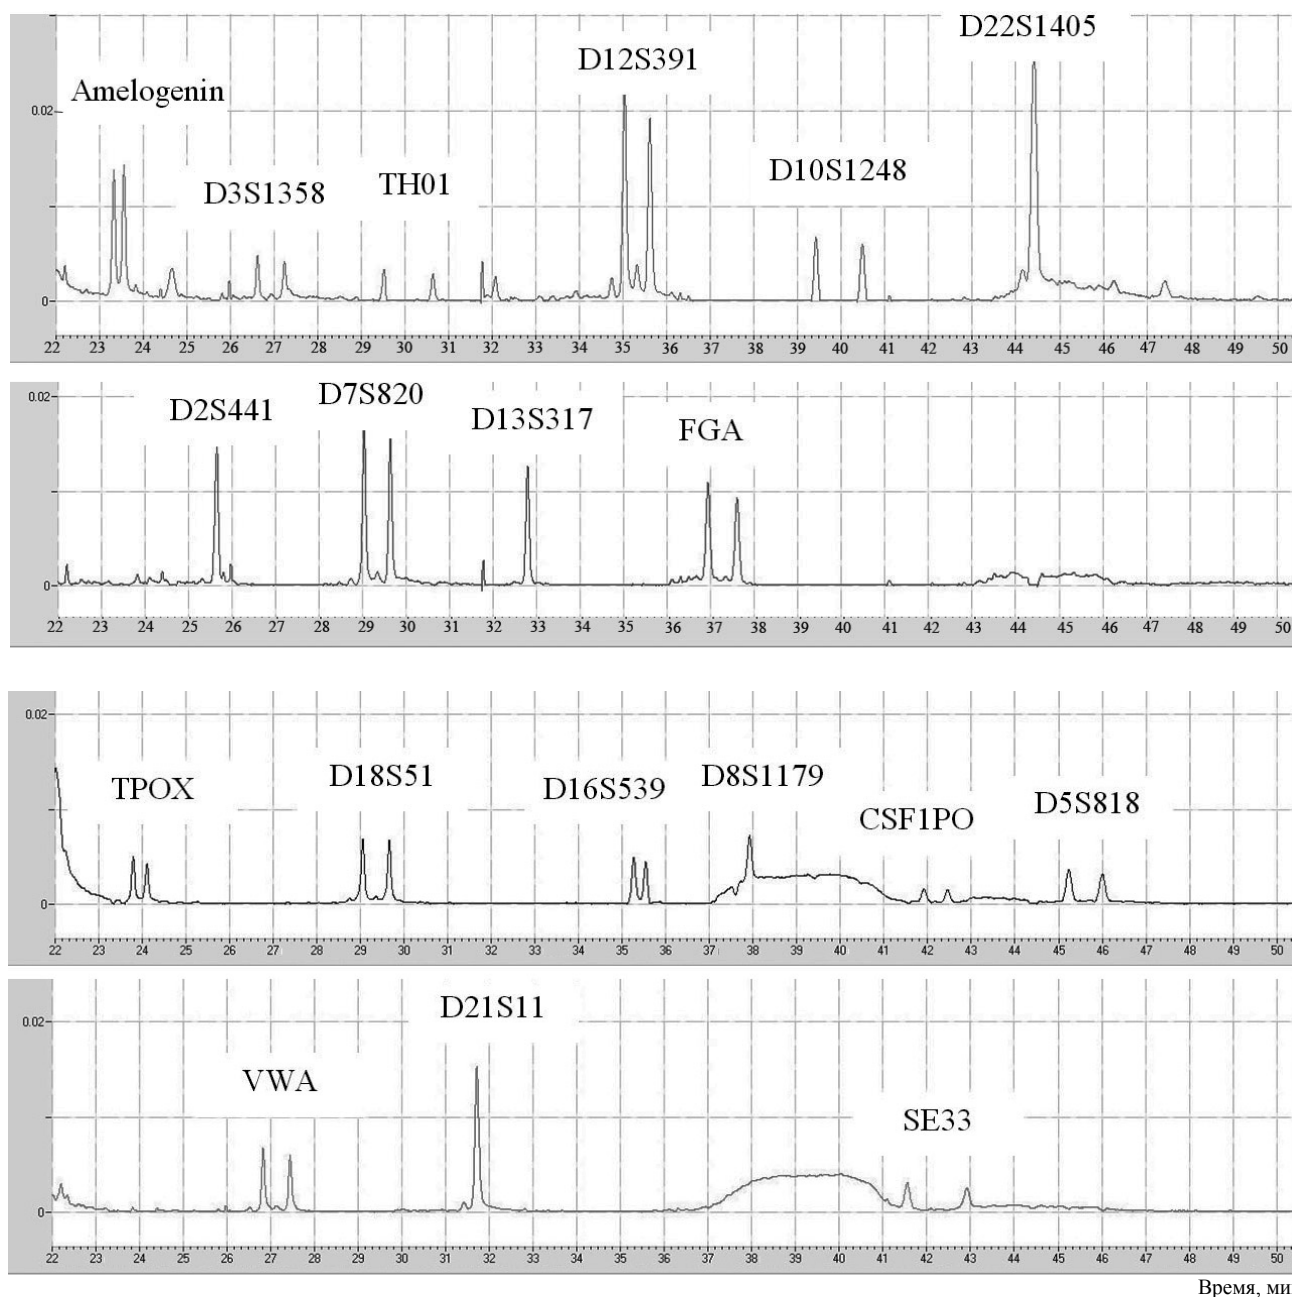 D22S1405
D12S391
Amelogenin
D10S1248
TH01
D3S1358
0.02
0
22 23 24 25 26 27 28 29 30 31 32 33 34 35 36 37 38 39 40 41 42 43 44 45 46 47 48 49 50
D7S820
D2S441
D13S317
FGA
0.02
0
22 23 24 25 26 27 28 29 30 31 32 33 34 35 36 37 38 39 40 41 42 43 44 45 46 47 48 49 50
0.02
D18S51
D8S1179
TPOX
D16S539
D5S818
CSF1PO
0
22 23 24 25 26 27 28 29 30 31 32 33 34 35 36 37 38 39 40 41 42 43 44 45 46 47 48 49 50
D21S11
0.02
VWA
SE33
0
22 23 24 25 26 27 28 29 30 31 32 33 34 35 36 37 38 39 40 41 42 43 44 45 46 47 48 49 50
Время, ми